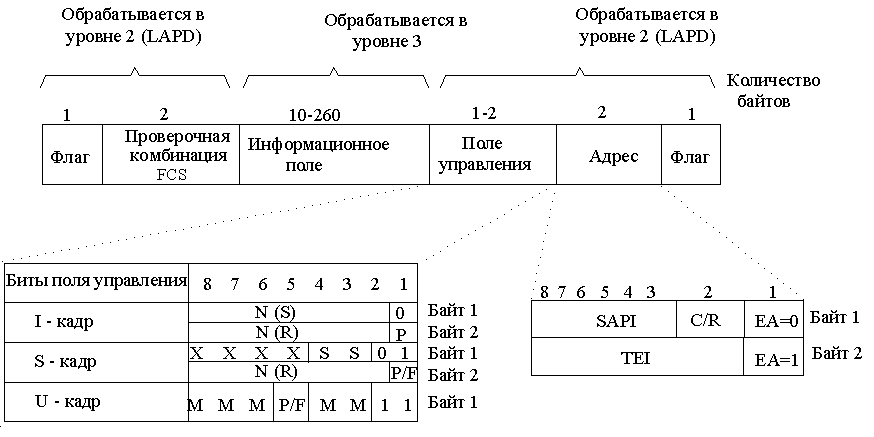 Обрабатывается в
уровне 2 (LAPD)
Обрабатывается в
уровне 3
Обрабатывается в
уровне 2 (LAPD)
Количество
байтов
1 2 10-260 1-2 2 1
Флаг
Проверочная
комбинация
FCS
Информационное
поле
Поле
управления
Адрес
Флаг
Биты поля управления 8 7 6 5 4 3 2 1
I - кадр
N (S) 0 Байт 1
N (R) P Байт 2
S - кадр
X X X X S S 0 1 Байт 1
N (R) P/F Байт 2
U - кадр M M M P/F M M 1 1 Байт 1
8 7 6 5 4 3 2 1
SAPI C/R EA=0 Байт 1
TEI EA=1 Байт 2